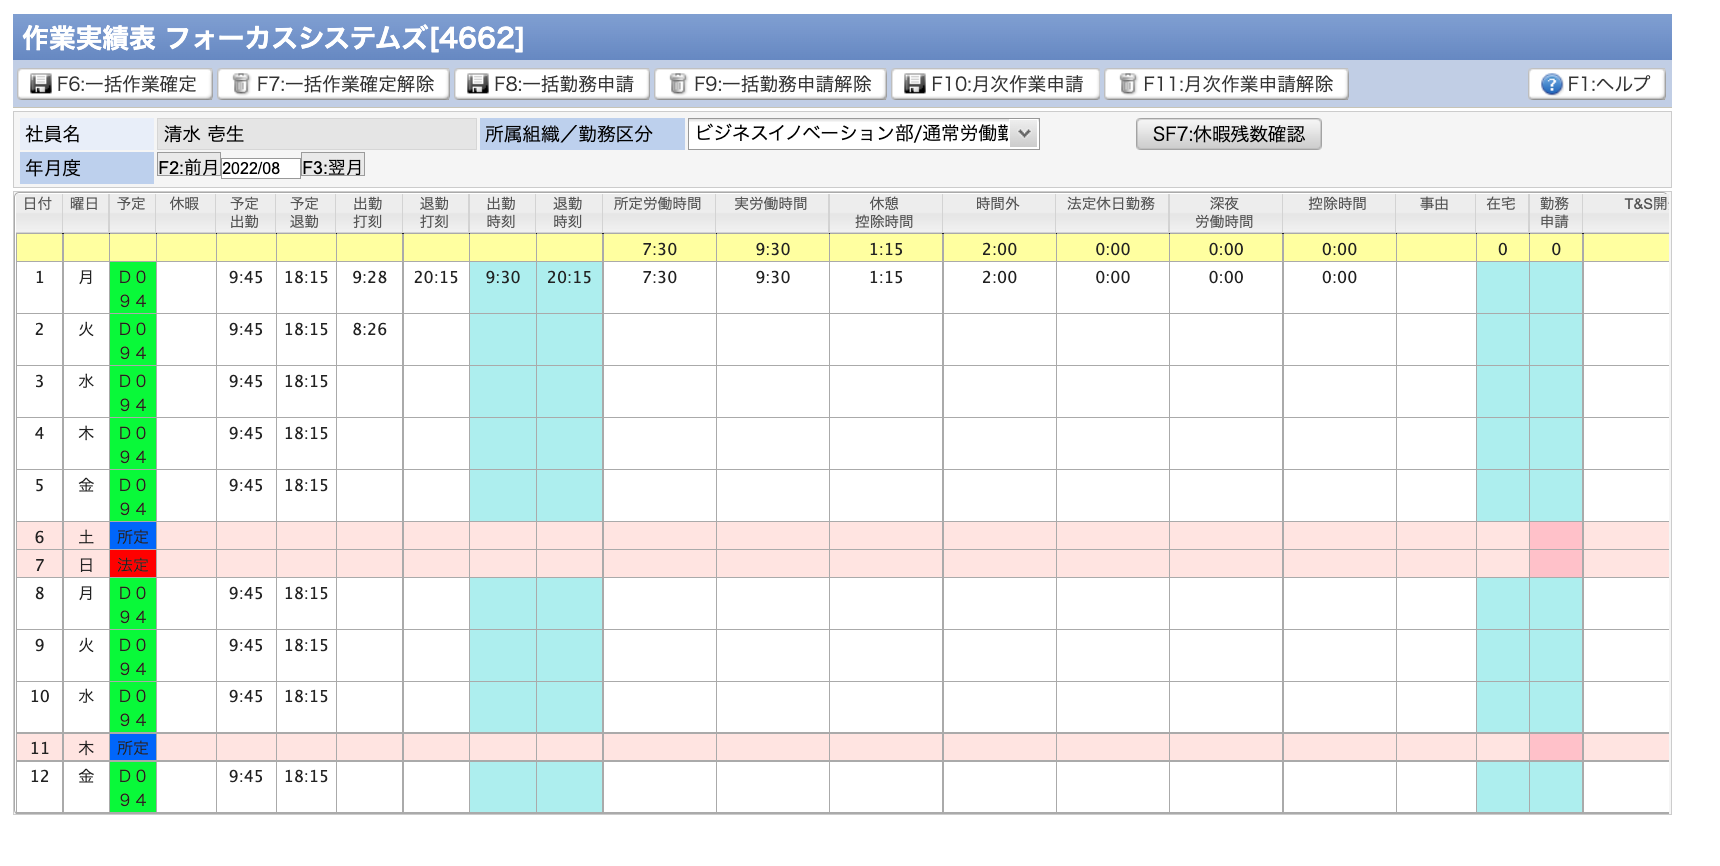 作業実績表 フォーカスシステムズ[4662]
F6:一括作業確定 F7:一括作業確定解除 F8:一括勤務申請 F9:一括勤務申請解除 F10:月次作業申請 F11:月次作業申請解除 F1:ヘルプ
社員名 清水 壱生 所属組織／勤務区分 ビジネスイノベーション部/通常労働勤 SF7:休暇残数確認
年月度 F2:前月 2022/08 F3:翌月
日付 曜日 予定 休暇 予定 予定 出勤 退勤 出勤 退勤 所定労働時間 実労働時間 休憩 時間外 法定休日勤務 深夜 控除時間 事由 在宅 勤務 T&S開
出勤 退勤 打刻 打刻 時刻 時刻 控除時間 労働時間 申請
7:30 9:30 1:15 2:00 0:00 0:00 0:00 0 0
1 月 Ｄ０ 9:45 18:15 9:28 20:15 9:30 20:15 7:30 9:30 1:15 2:00 0:00 0:00 0:00
９４
2 火 Ｄ０ 9:45 18:15 8:26
９４
3 水 Ｄ０ 9:45 18:15
９４
4 木 Ｄ０ 9:45 18:15
９４
5 金 Ｄ０ 9:45 18:15
９４
6 土 所定
7 日 法定
8 月 Ｄ０ 9:45 18:15
９４
9 火 Ｄ０ 9:45 18:15
９４
10 水 Ｄ０ 9:45 18:15
９４
11 木 所定
12 金 Ｄ０ 9:45 18:15
９４